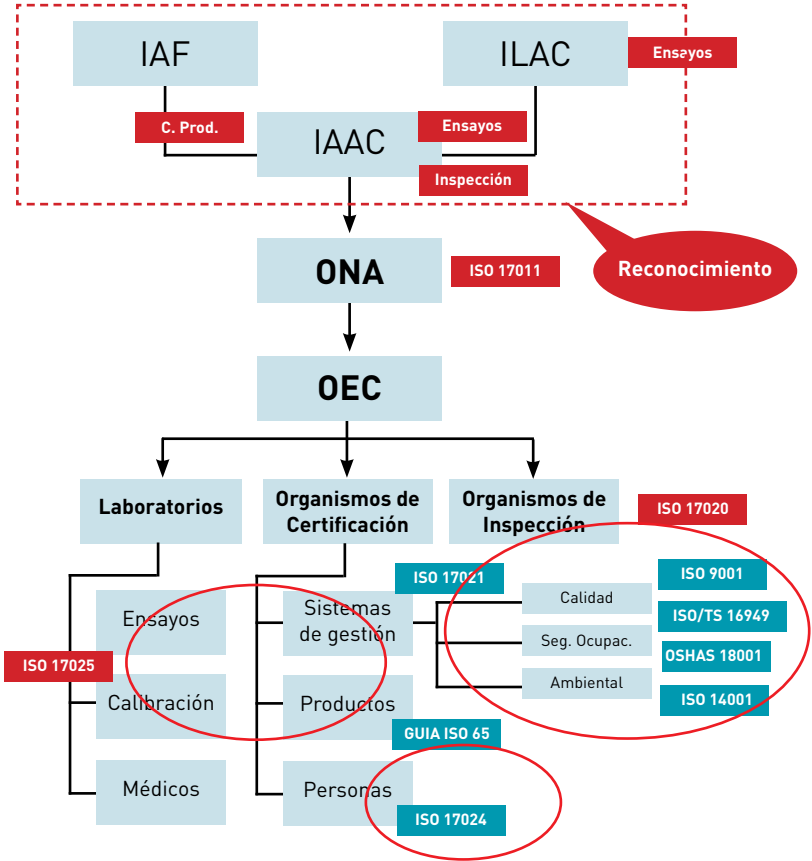 IAF
ILAC
Ensayos
C. Prod.
IAAC
Ensayos
Inspección
Reconocimiento
ONA
ISO 17011
OEC
Laboratorios
Organismos de
Certificación
Organismos de
Inspección
ISO 17020
ISO 17021
ISO 9001
Ensayos
Sistemas
de gestión
Calidad
ISO/TS 16949
Seg. Ocupac.
OSHAS 18001
ISO 17025
Calibración
Productos
Ambiental
ISO 14001
GUIA ISO 65
Médicos
Personas
ISO 17024